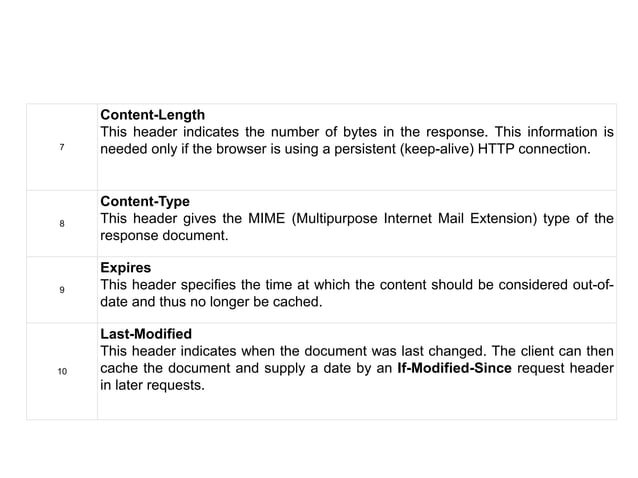 Content-Length
This header indicates the number of bytes in the response. This information is
7
needed only if the browser is using a persistent (keep-alive) HTTP connection.
Content-Type
8
This header gives the MIME (Multipurpose Internet Mail Extension) type of the
response document.
Expires
9
This header specifies the time at which the content should be considered out-of-
date and thus no longer be cached.
Last-Modified
This header indicates when the document was last changed. The client can then
10
cache the document and supply a date by an If-Modified-Since request header
in later requests.